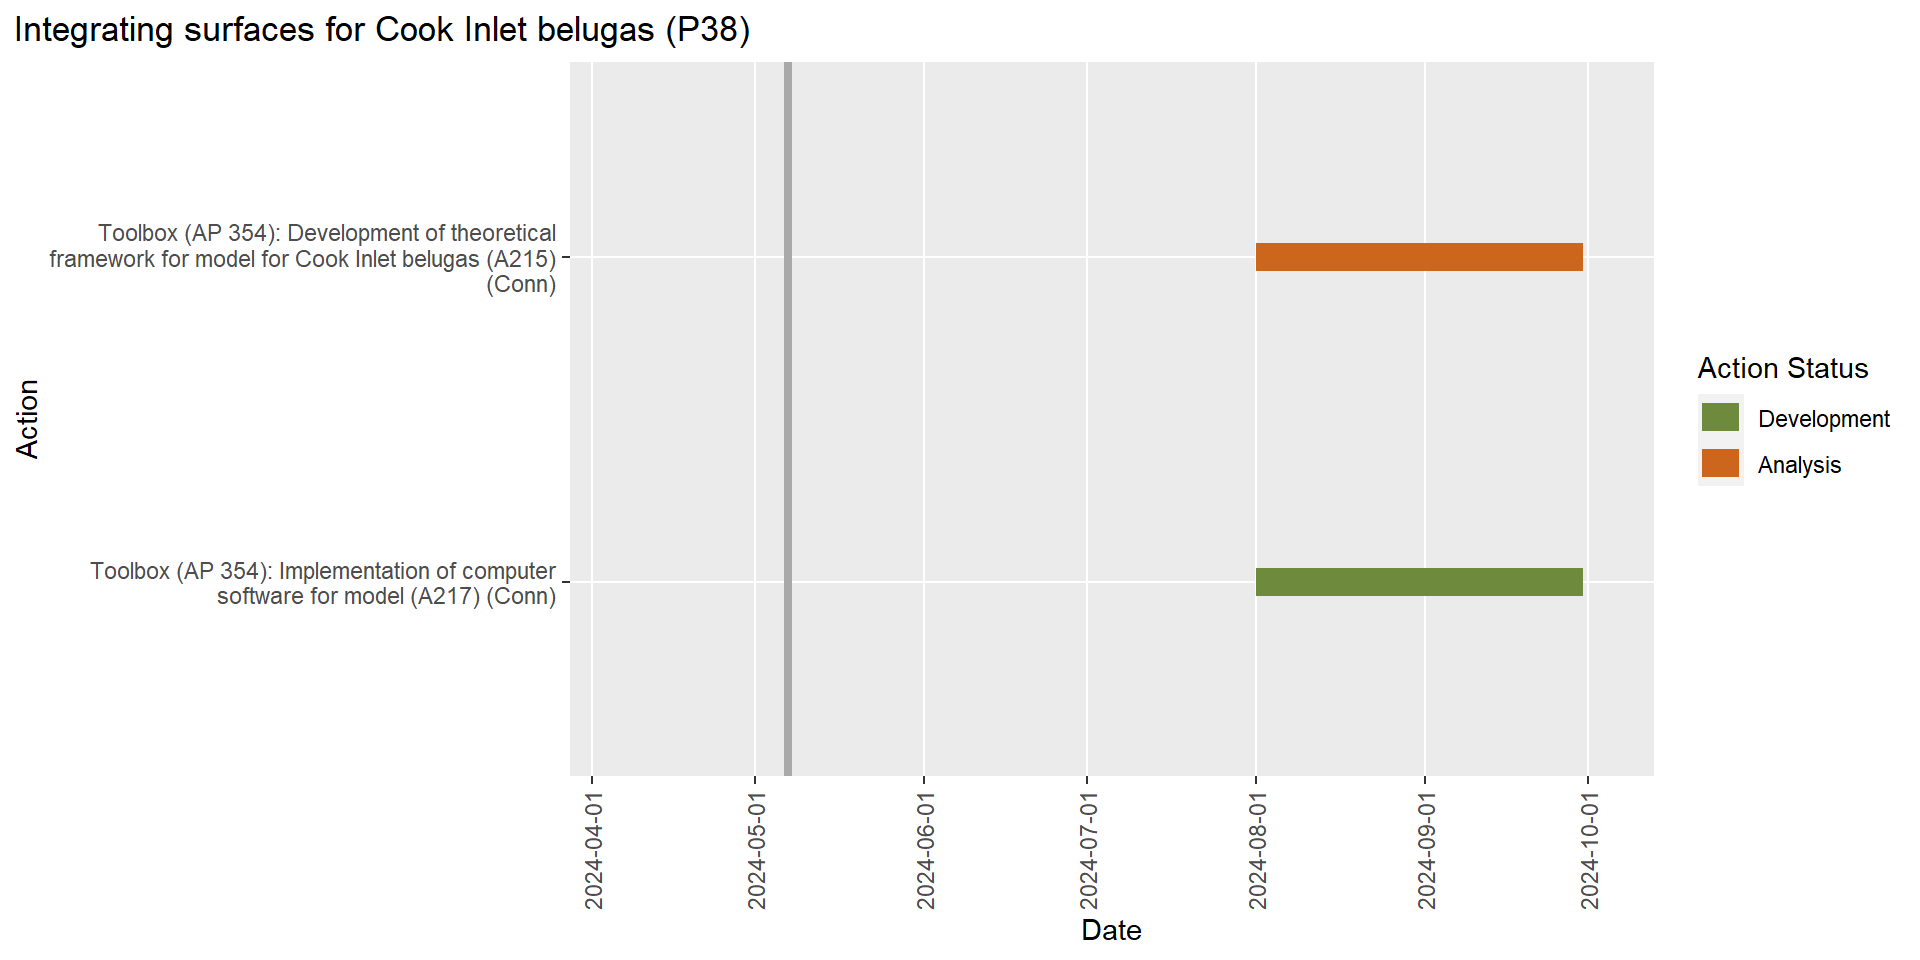 Integrating surfaces for Cook Inlet belugas (P38)
Toolbox (AP 354): Development of theoretical
framework for model for Cook Inlet belugas (A215)
(Conn)
Action
Toolbox (AP 354): Implementation of computer
software for model (A217) (Conn)
Action Status
Development
Analysis
2024-04-01
2024-05-01
2024-06-01
2024-07-01
2024-08-01
2024-09-01
2024-10-01
Date